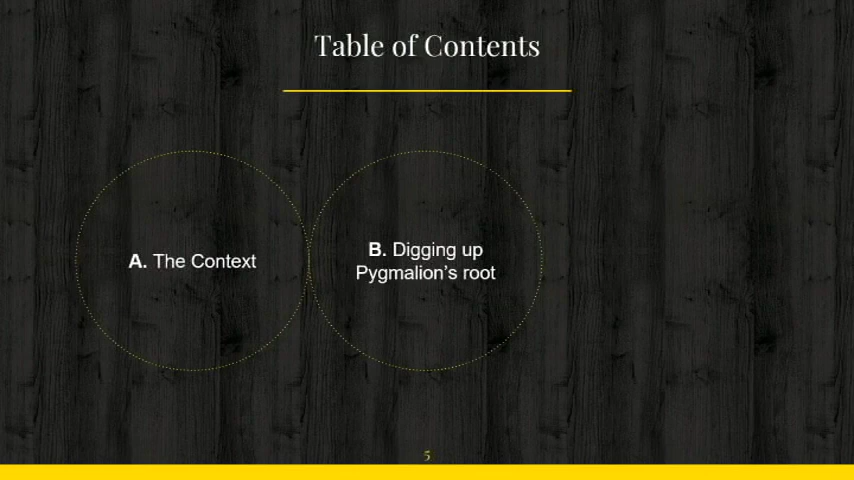 Table of Contents
A. The Context
B. Digging up
Pygmalion’s root
5